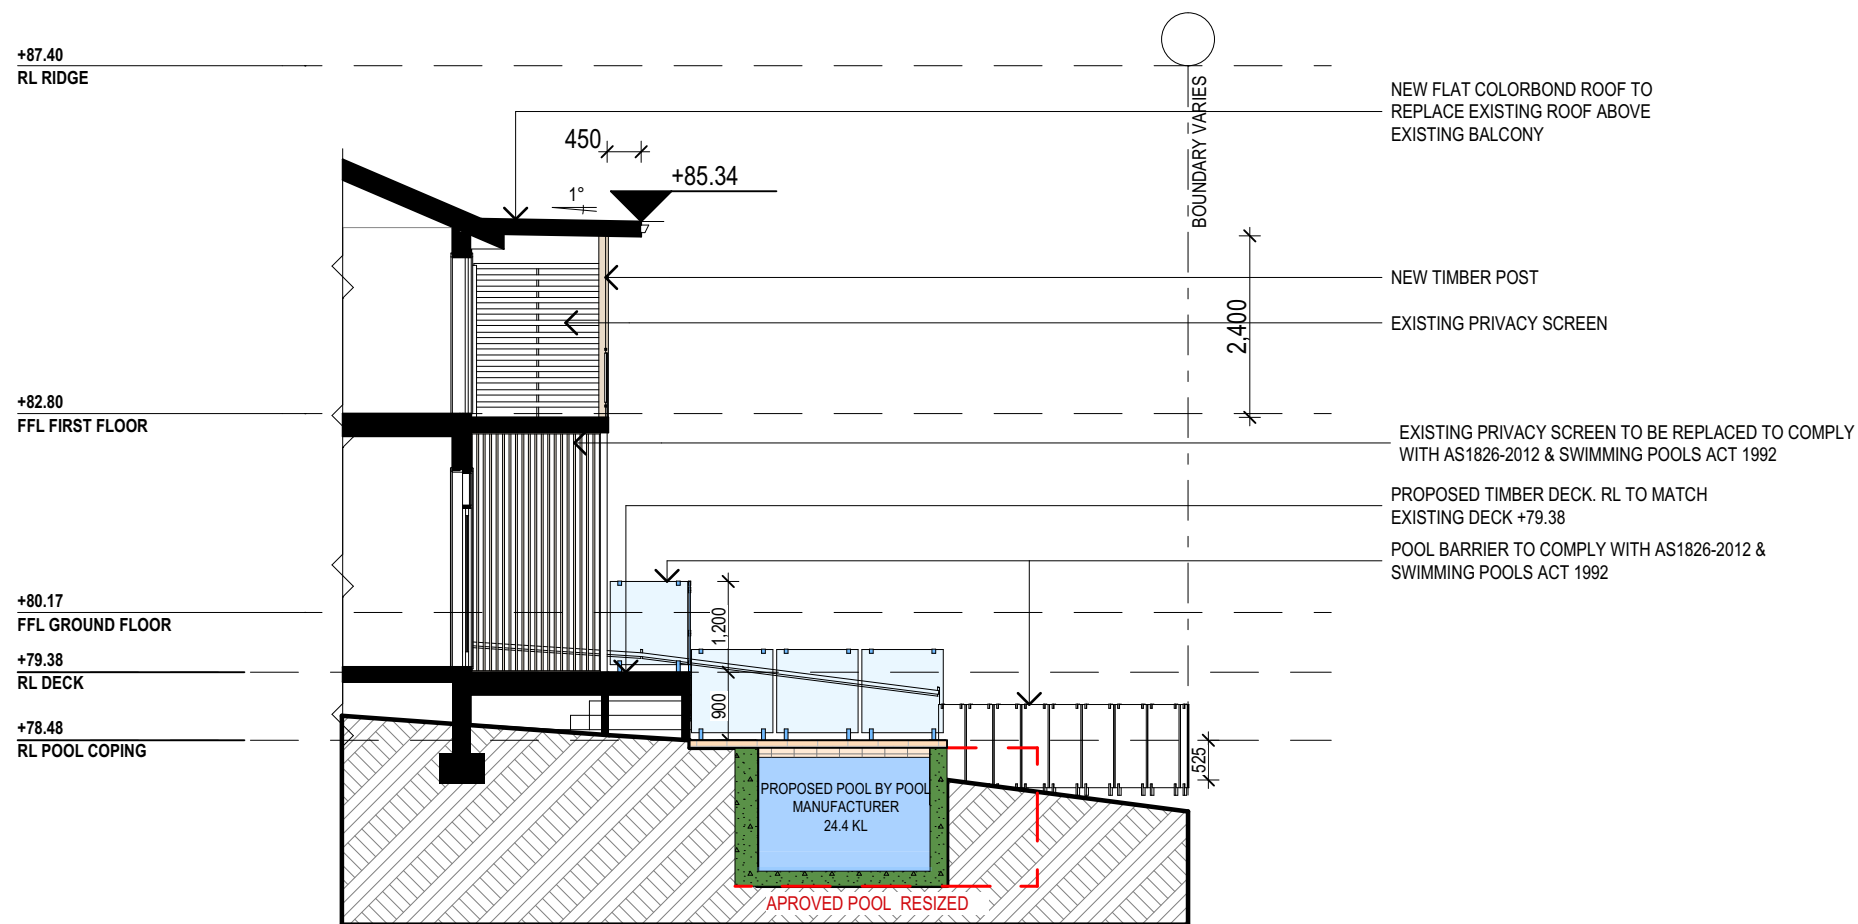 +87.40
RL RIDGE
BOUNDARY VARIES
NEW FLAT COLORBOND ROOF TO
REPLACE EXISTING ROOF ABOVE
EXISTING BALCONY
450
+85.34
1°
NEW TIMBER POST
2,400
EXISTING PRIVACY SCREEN
+82.80
FFL FIRST FLOOR
EXISTING PRIVACY SCREEN TO BE REPLACED TO COMPLY
WITH AS1826-2012 & SWIMMING POOLS ACT 1992
PROPOSED TIMBER DECK. RL TO MATCH
EXISTING DECK +79.38
POOL BARRIER TO COMPLY WITH AS1826-2012 &
SWIMMING POOLS ACT 1992
+80.17
FFL GROUND FLOOR
1,200
+79.38
RL DECK
900
+78.48
RL POOL COPING
525
PROPOSED POOL BY POOL
MANUFACTURER
24.4 KL
APROVED POOL RESIZED